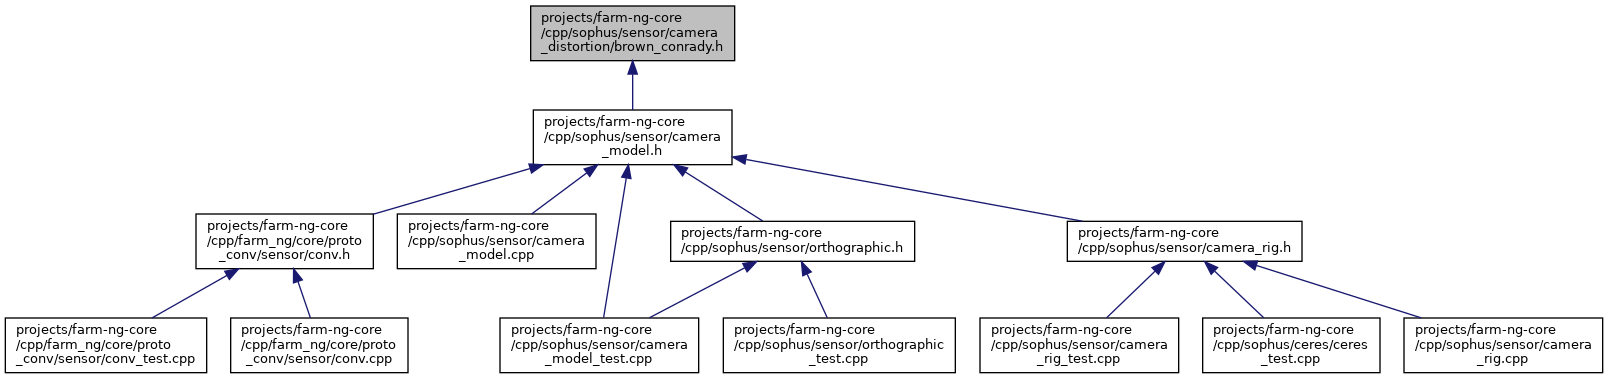 projects/farm-ng-core
/cpp/sophus/sensor/camera
_distortion/brown_conrady.h
projects/farm-ng-core
/cpp/sophus/sensor/camera
_model.h
projects/farm-ng-core
/cpp/farm_ng/core/proto
_conv/sensor/conv.h
projects/farm-ng-core
/cpp/sophus/sensor/camera
_model.cpp
projects/farm-ng-core
/cpp/sophus/sensor/orthographic.h
projects/farm-ng-core
/cpp/sophus/sensor/camera_rig.h
projects/farm-ng-core
/cpp/farm_ng/core/proto
_conv/sensor/conv_test.cpp
projects/farm-ng-core
/cpp/farm_ng/core/proto
_conv/sensor/conv.cpp
projects/farm-ng-core
/cpp/sophus/sensor/camera
_model_test.cpp
projects/farm-ng-core
/cpp/sophus/sensor/orthographic
_test.cpp
projects/farm-ng-core
/cpp/sophus/sensor/camera
_rig_test.cpp
projects/farm-ng-core
/cpp/sophus/ceres/ceres
_test.cpp
projects/farm-ng-core
/cpp/sophus/sensor/camera
_rig.cpp